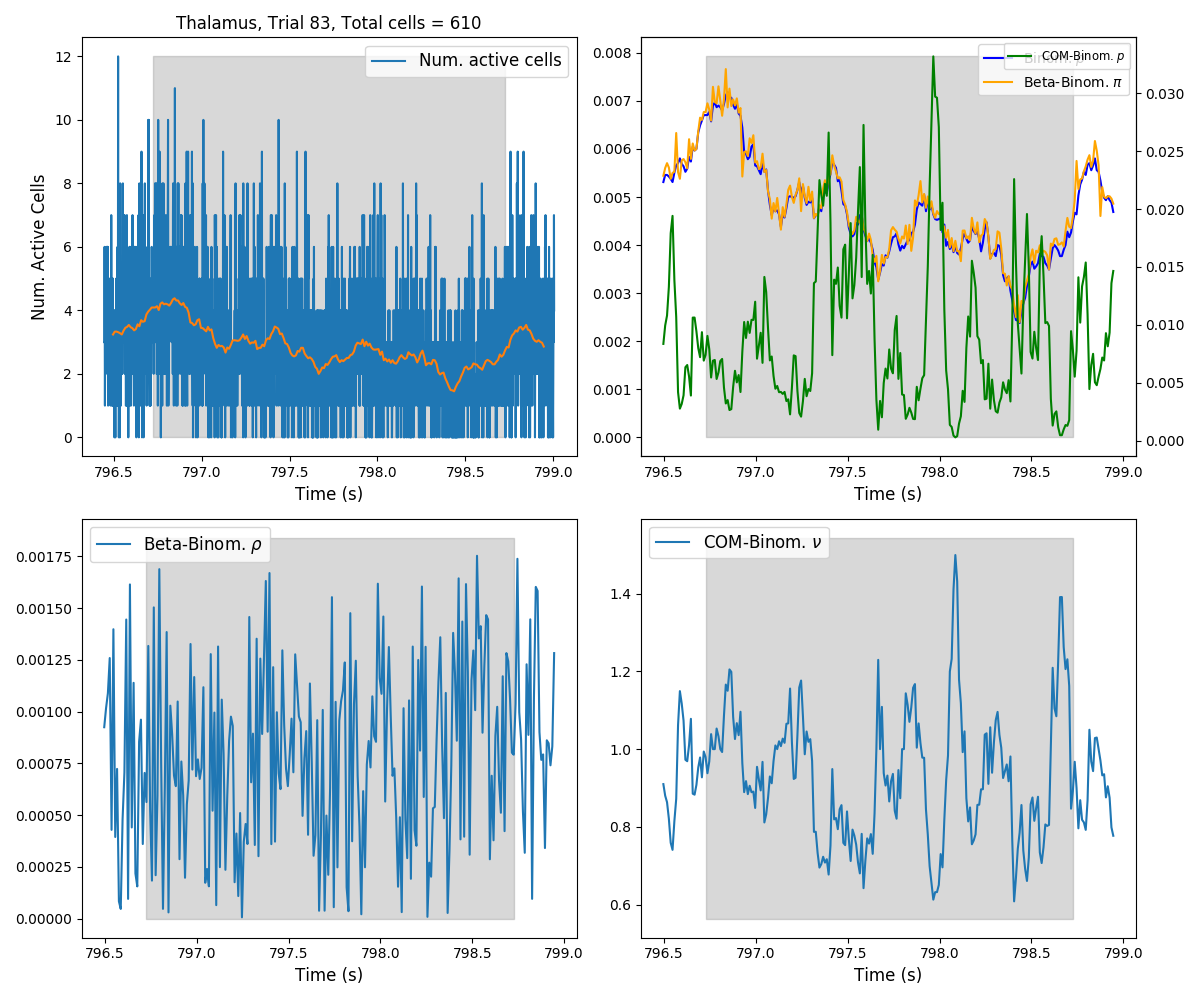 Thalamus, Trial 83, Total cells = 610
Num. active cells
Num. Active Cells
12
10
8
6
4
2
0
796.5 797.0 797.5 798.0 798.5 799.0
Time (s)
COM-Binom. p
Beta-Binom. π
0.008
0.007
0.006
0.005
0.004
0.003
0.002
0.001
0.000
0.030
0.025
0.020
0.015
0.010
0.005
0.000
796.5 797.0 797.5 798.0 798.5 799.0
Time (s)
Beta-Binom. ρ
0.00175
0.00150
0.00125
0.00100
0.00075
0.00050
0.00025
0.00000
796.5 797.0 797.5 798.0 798.5 799.0
Time (s)
COM-Binom. ν
1.4
1.2
1.0
0.8
0.6
796.5 797.0 797.5 798.0 798.5 799.0
Time (s)